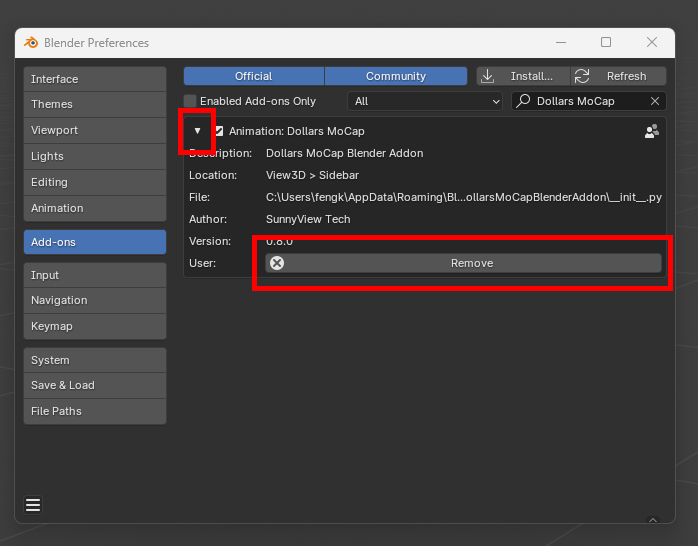 Blender Preferences
Interface
Themes
Viewport
Lights
Editing
Animation
Add-ons
Input
Navigation
Keymap
System
Save & Load
File Paths
Official Community Install... Refresh
Enabled Add-ons Only All Dollars MoCap
Animation: Dollars MoCap
Description: Dollars MoCap Blender Addon
Location: View3D > Sidebar
File: C:\Users\fengk\AppData\Roaming\Bl...ollarsMoCapBlenderAddon\__init__.py
Author: SunnyView Tech
Version: 0.8.0
User: Remove